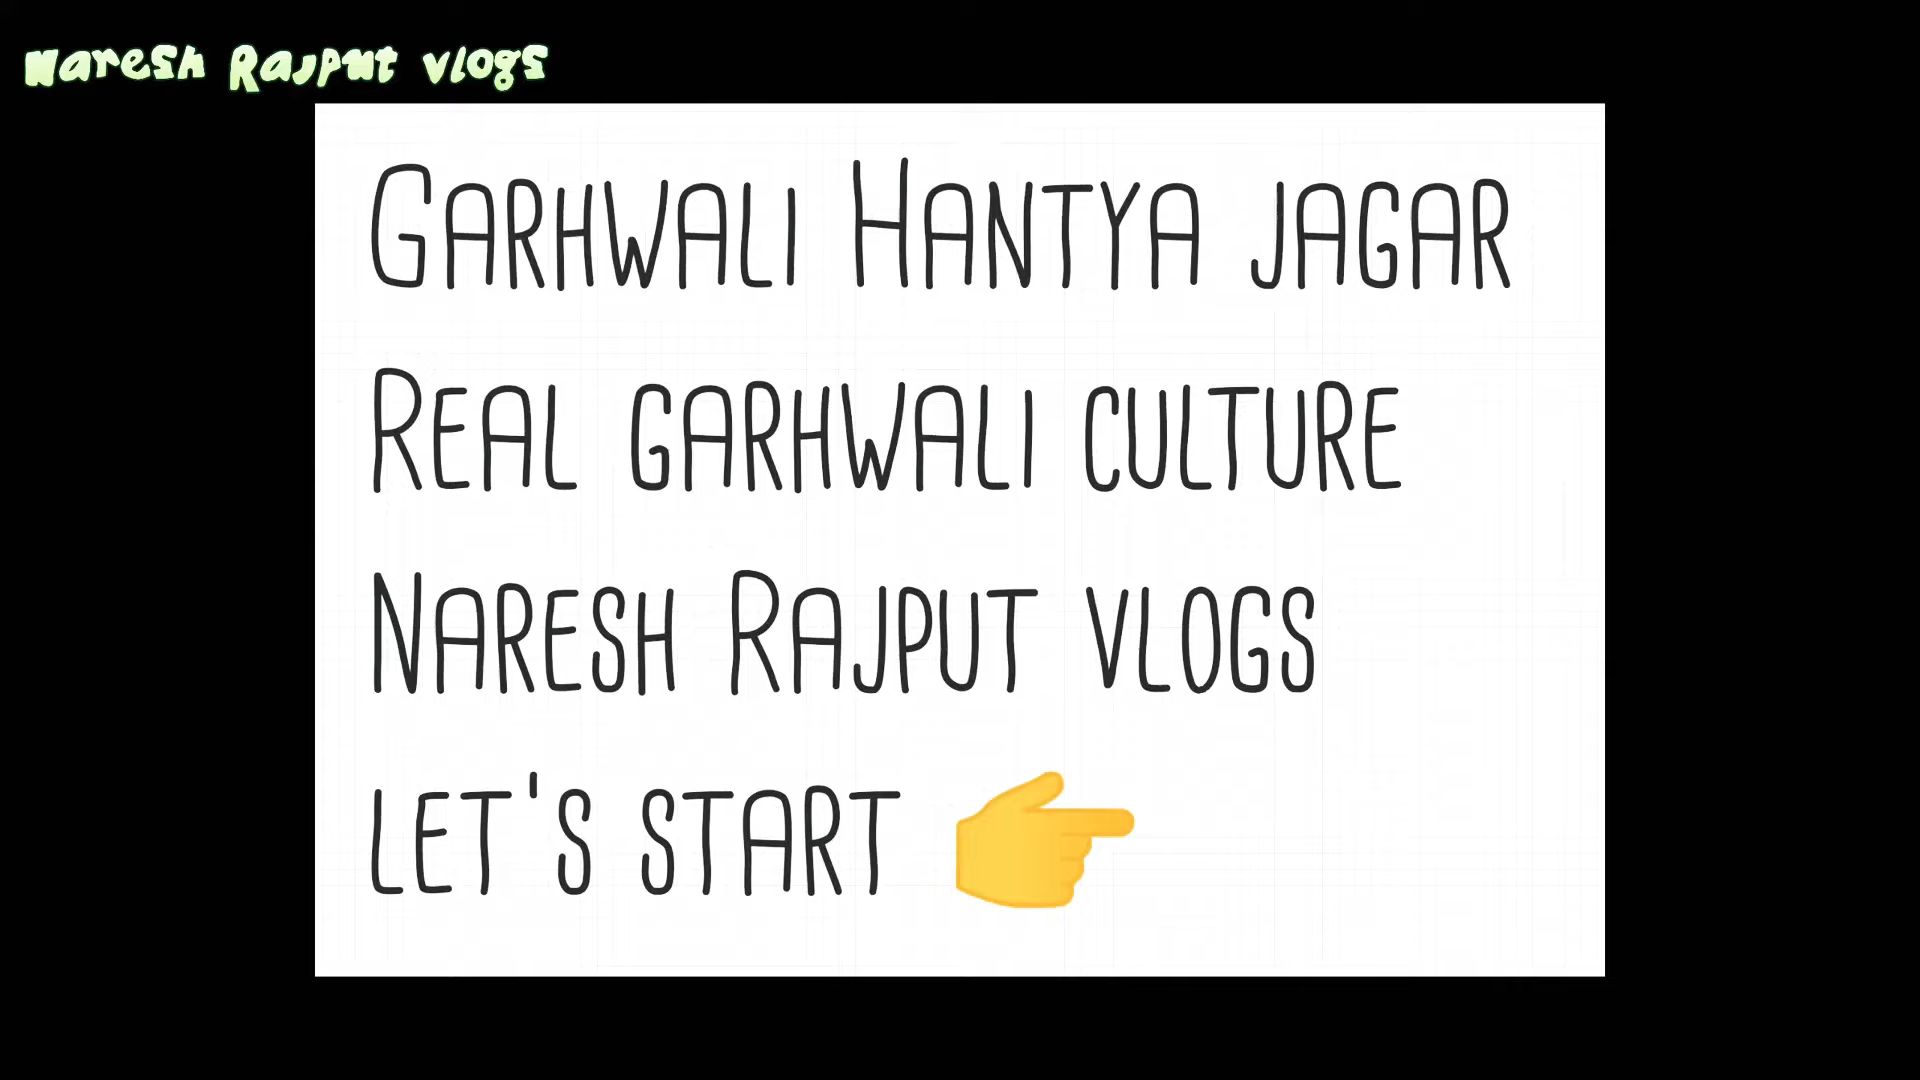 Naresh Rajput vlogs
Garhwali Hantya jagar
Real garhwali culture
Naresh Rajput vlogs
let's start 👉